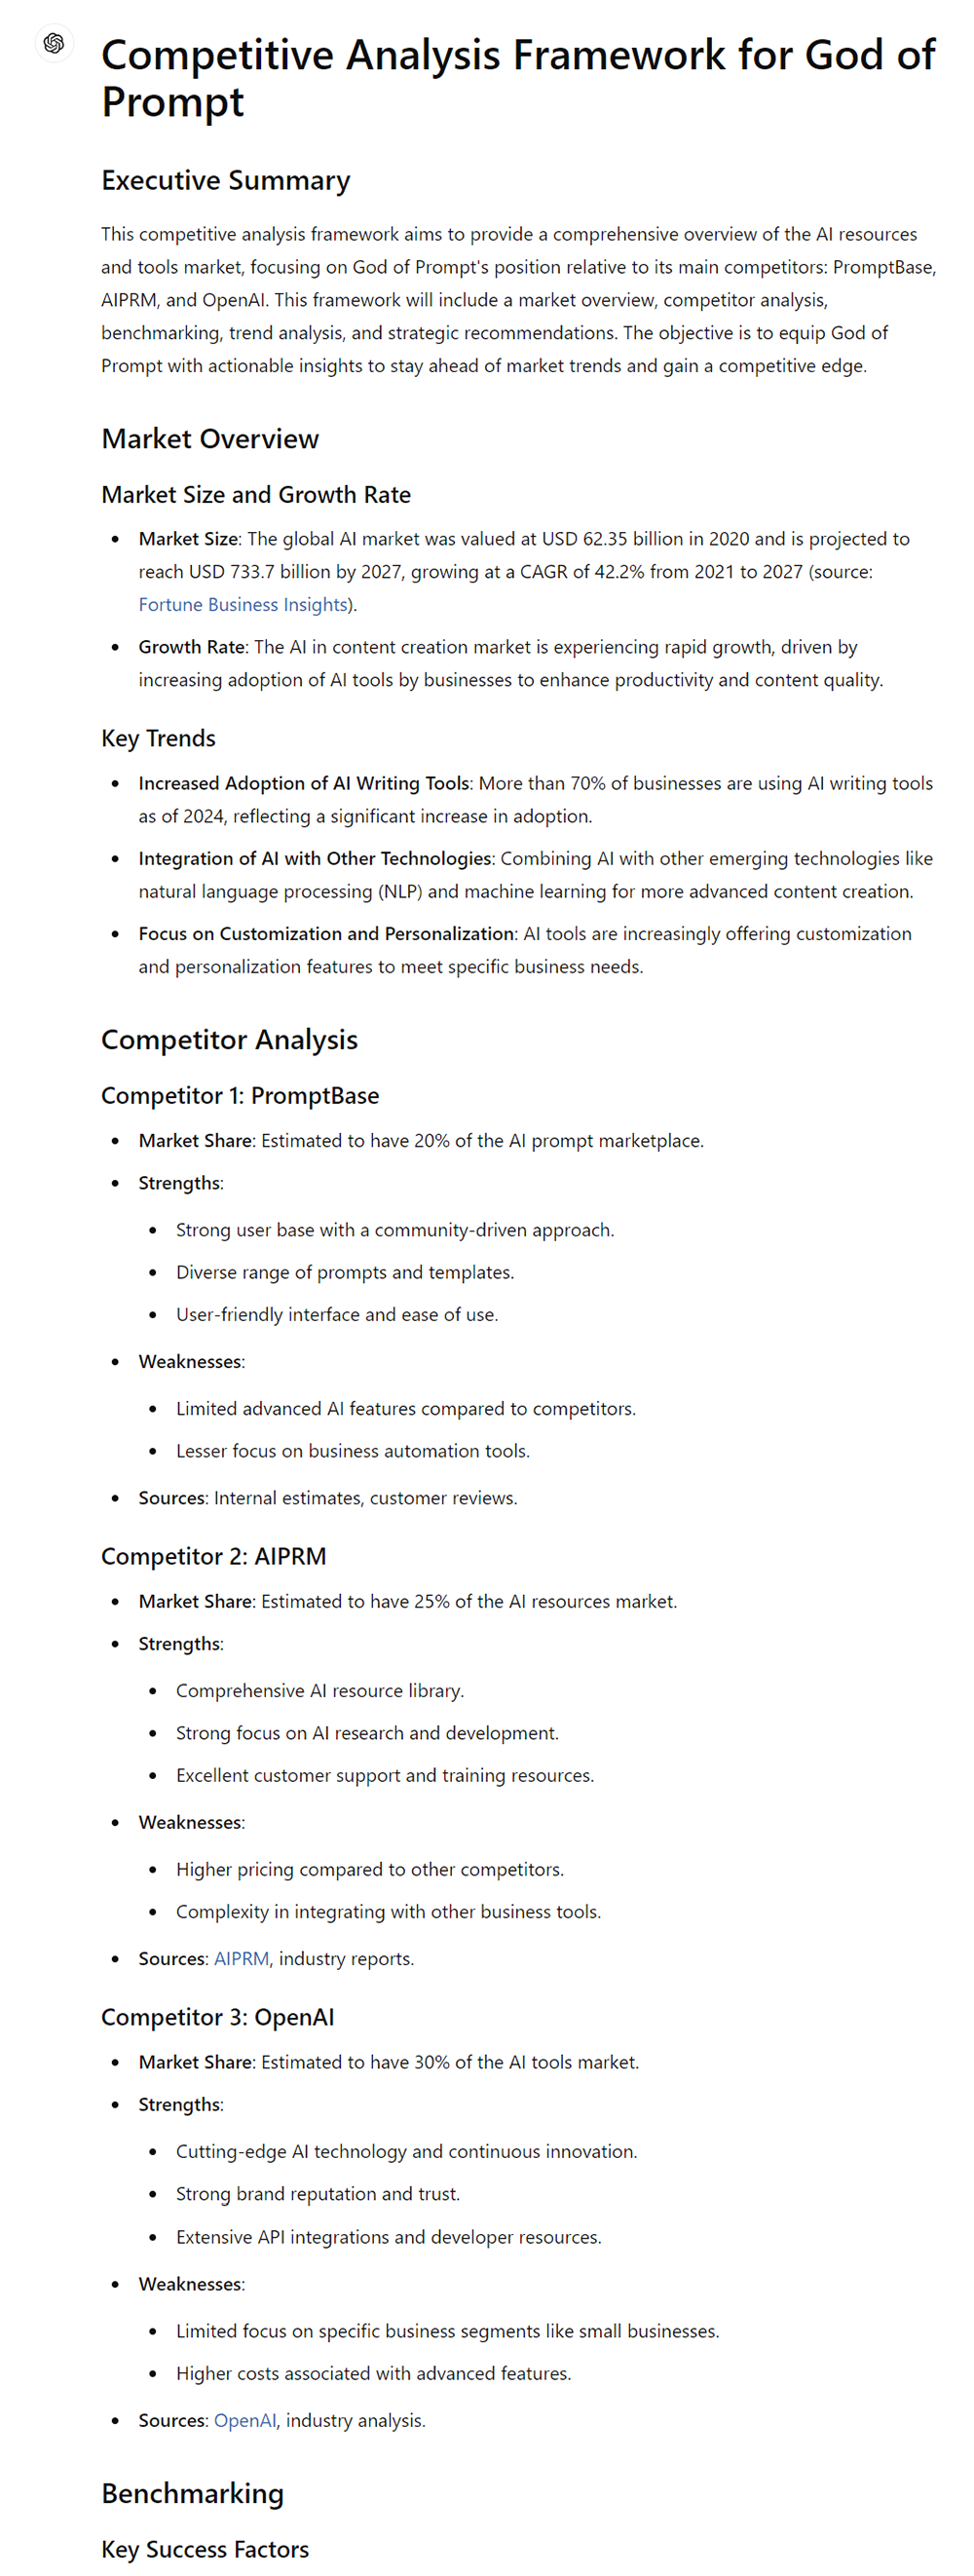 Competitive Analysis Framework for God of
Prompt
Executive Summary
This competitive analysis framework aims to provide a comprehensive overview of the AI resources
and tools market, focusing on God of Prompt's position relative to its main competitors: PromptBase,
AIPRM, and OpenAI. This framework will include a market overview, competitor analysis,
benchmarking, trend analysis, and strategic recommendations. The objective is to equip God of
Prompt with actionable insights to stay ahead of market trends and gain a competitive edge.
Market Overview
Market Size and Growth Rate
• Market Size: The global AI market was valued at USD 62.35 billion in 2020 and is projected to
reach USD 733.7 billion by 2027, growing at a CAGR of 42.2% from 2021 to 2027 (source:
Fortune Business Insights).
• Growth Rate: The AI in content creation market is experiencing rapid growth, driven by
increasing adoption of AI tools by businesses to enhance productivity and content quality.
Key Trends
• Increased Adoption of AI Writing Tools: More than 70% of businesses are using AI writing tools
as of 2024, reflecting a significant increase in adoption.
• Integration of AI with Other Technologies: Combining AI with other emerging technologies like
natural language processing (NLP) and machine learning for more advanced content creation.
• Focus on Customization and Personalization: AI tools are increasingly offering customization
and personalization features to meet specific business needs.
Competitor Analysis
Competitor 1: PromptBase
• Market Share: Estimated to have 20% of the AI prompt marketplace.
• Strengths:
• Strong user base with a community-driven approach.
• Diverse range of prompts and templates.
• User-friendly interface and ease of use.
• Weaknesses:
• Limited advanced AI features compared to competitors.
• Lesser focus on business automation tools.
• Sources: Internal estimates, customer reviews.
Competitor 2: AIPRM
• Market Share: Estimated to have 25% of the AI resources market.
• Strengths:
• Comprehensive AI resource library.
• Strong focus on AI research and development.
• Excellent customer support and training resources.
• Weaknesses:
• Higher pricing compared to other competitors.
• Complexity in integrating with other business tools.
• Sources: AIPRM, industry reports.
Competitor 3: OpenAI
• Market Share: Estimated to have 30% of the AI tools market.
• Strengths:
• Cutting-edge AI technology and continuous innovation.
• Strong brand reputation and trust.
• Extensive API integrations and developer resources.
• Weaknesses:
• Limited focus on specific business segments like small businesses.
• Higher costs associated with advanced features.
• Sources: OpenAI, industry analysis.
Benchmarking
Key Success Factors